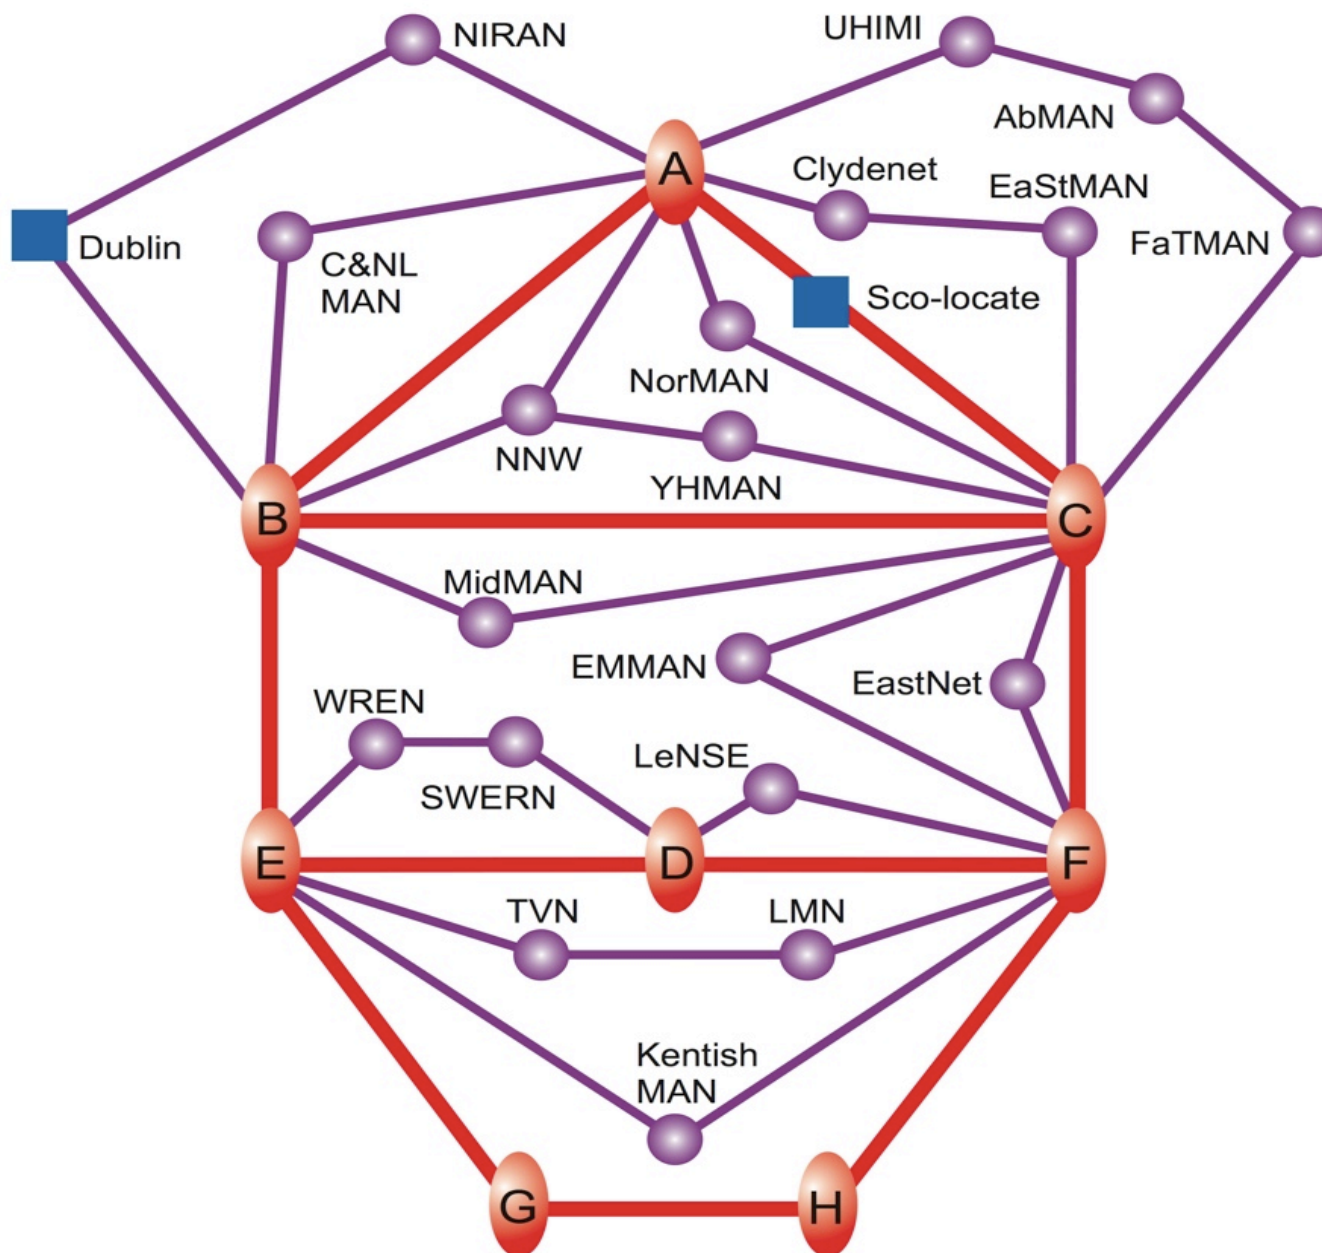 NIRAN
UHIMI
AbMAN
A
Clydenet
EaStMAN
Dublin
C&NL
MAN
FaTMAN
Sco-locate
NorMAN
NNW
YHMAN
B
C
MidMAN
EMMAN
EastNet
WREN
SWERN
LeNSE
E
D
F
TVN
LMN
Kentish
MAN
G
H